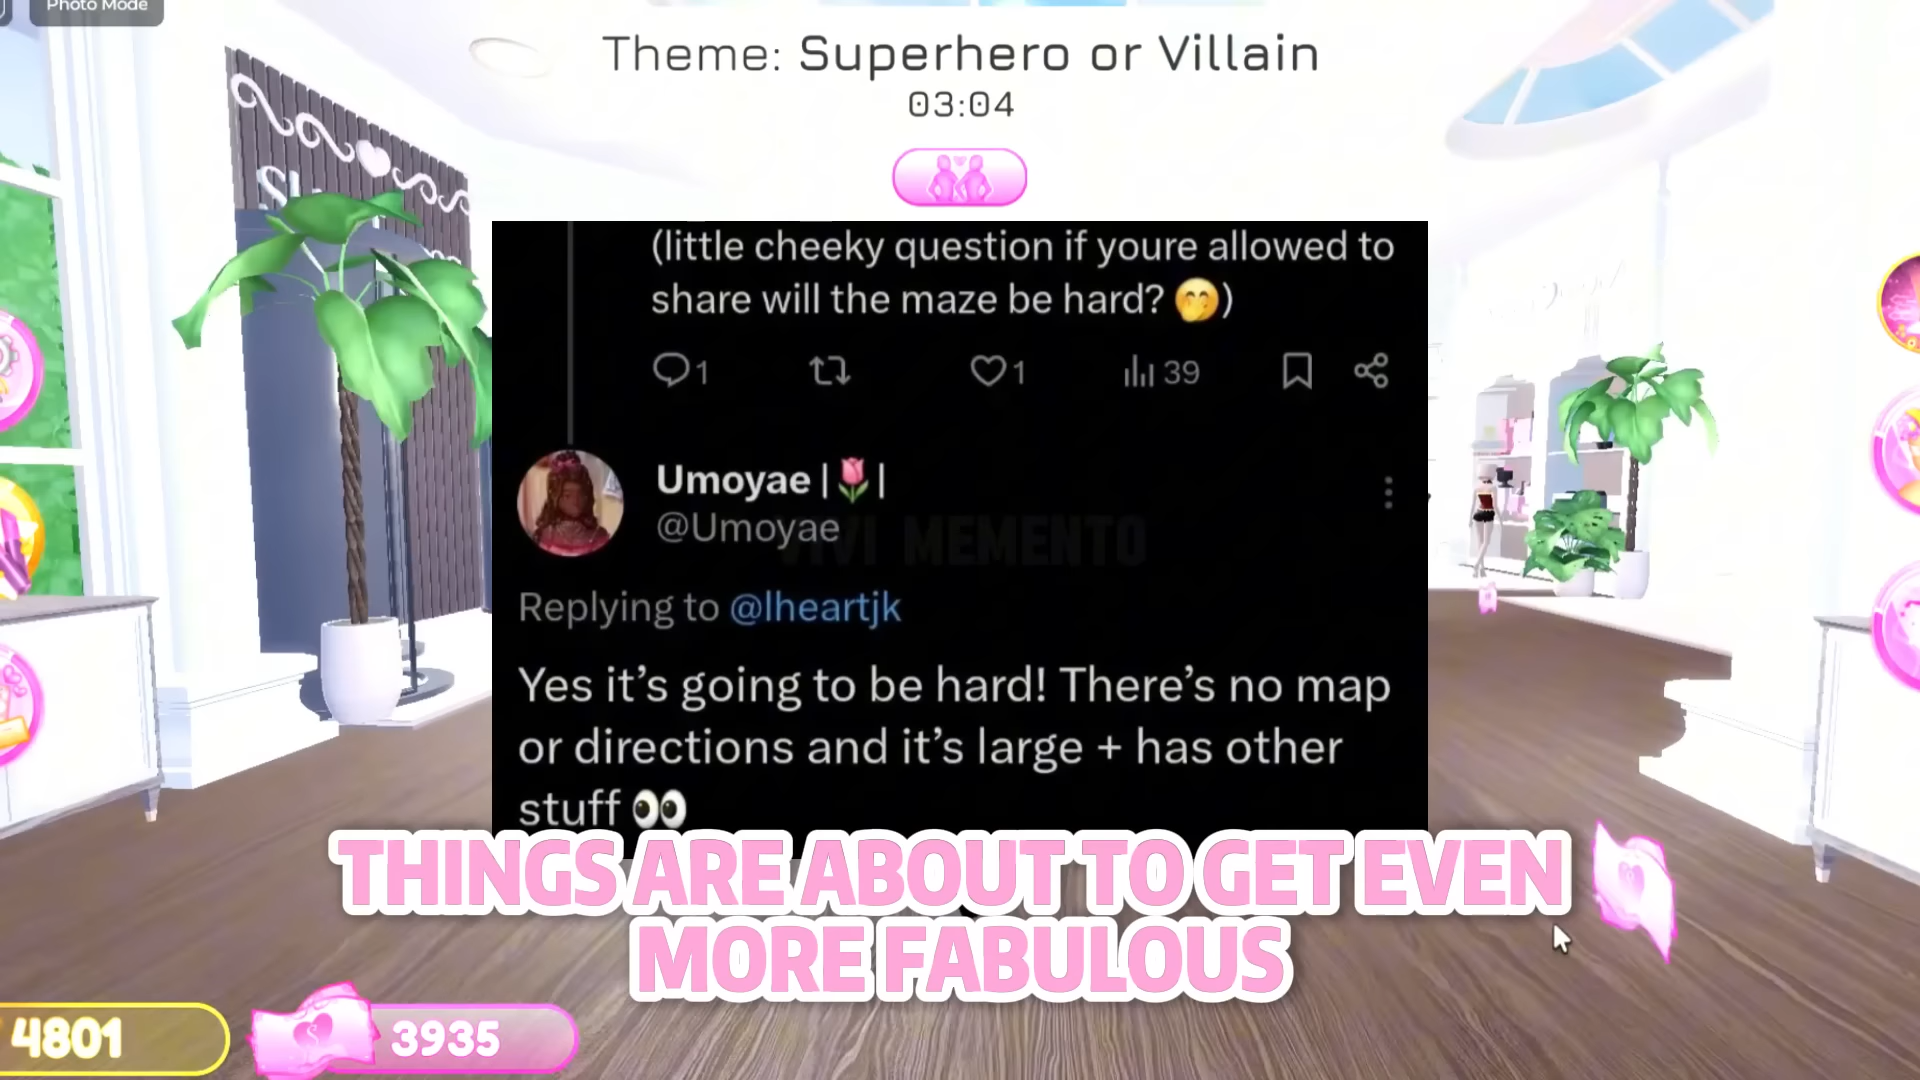 Photo Mode
Theme: Superhero or Villain
03:04
(little cheeky question if youre allowed to
share will the maze be hard? 🤭)
1
1
39
Umoyae |🌷|
@Umoyae
VIVI MEMENTO
Replying to @lheartjk
Yes it’s going to be hard! There’s no map
or directions and it’s large + has other
stuff 👀
THINGS ARE ABOUT TO GET EVEN
MORE FABULOUS
4801
3935